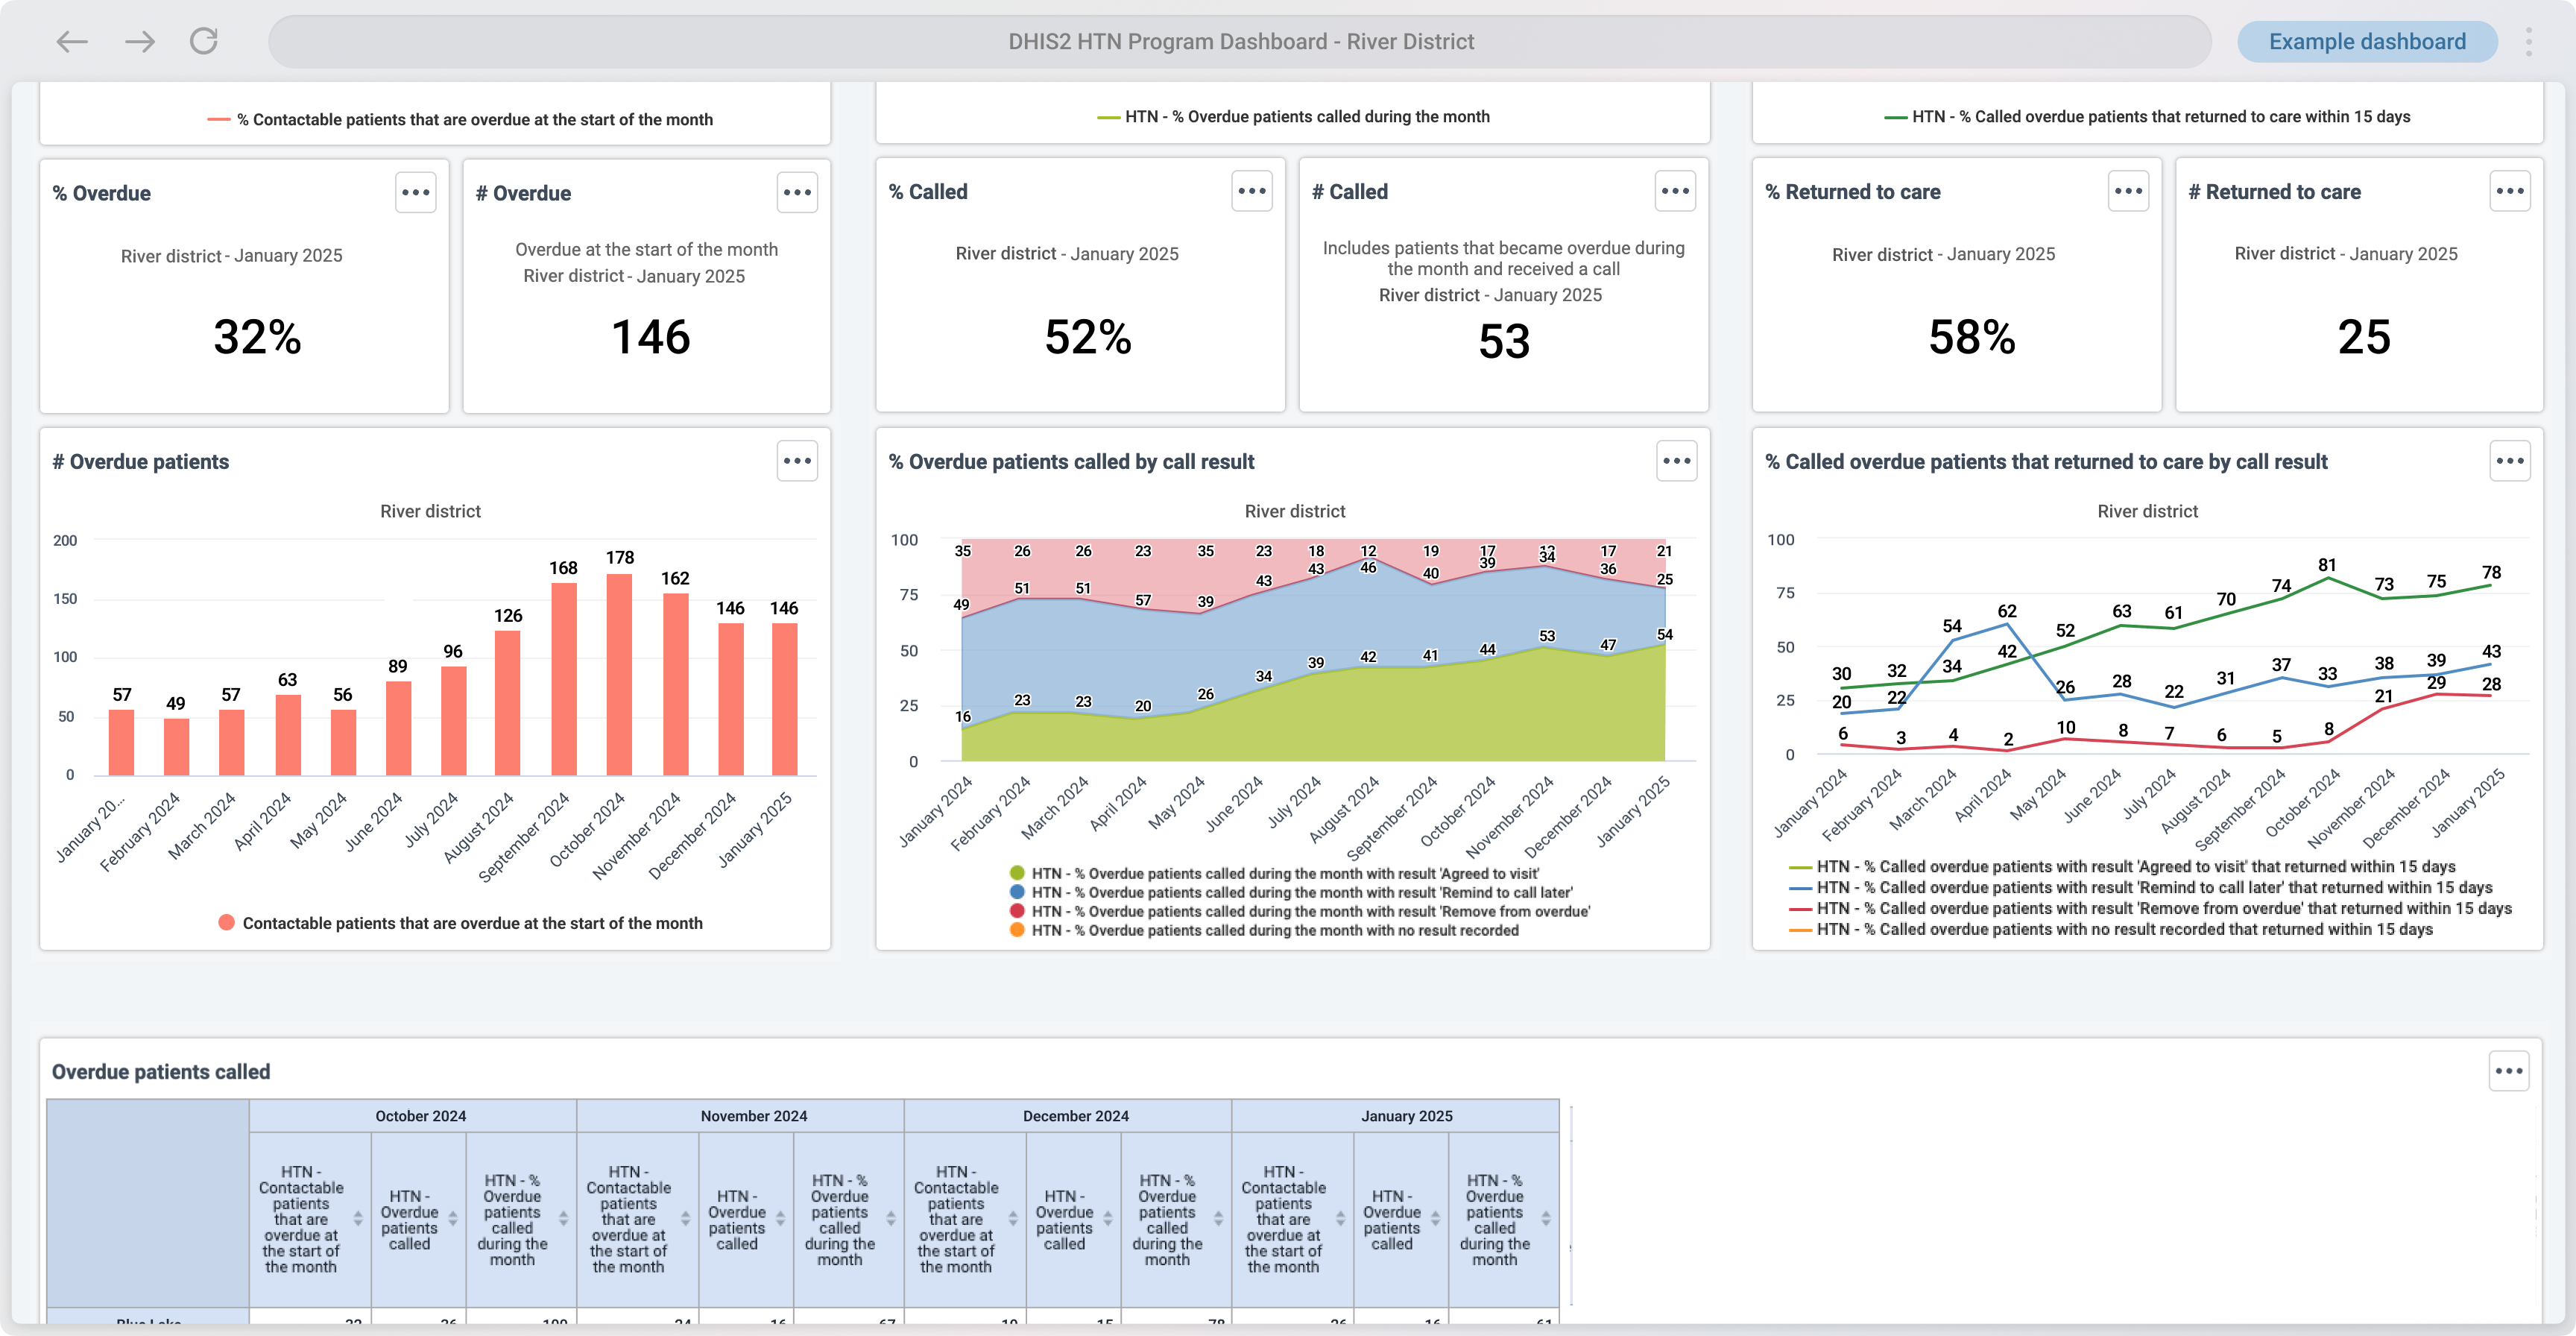 DHIS2 HTN Program Dashboard - River District
Example dashboard
% Contactable patients that are overdue at the start of the month
HTN - % Overdue patients called during the month
HTN - % Called overdue patients that returned to care within 15 days
% Overdue
River district - January 2025
32%
# Overdue
Overdue at the start of the month
River district - January 2025
146
% Called
River district - January 2025
52%
# Called
Includes patients that became overdue during
the month and received a call
River district - January 2025
53
% Returned to care
River district - January 2025
58%
# Returned to care
River district - January 2025
25
# Overdue patients
River district
200
150
100
50
0
57
49
57
63
56
89
96
126
168
178
162
146
146
January 20...
February 2024
March 2024
April 2024
May 2024
June 2024
July 2024
August 2024
September 2024
October 2024
November 2024
December 2024
January 2025
Contactable patients that are overdue at the start of the month
% Overdue patients called by call result
River district
100
75
50
25
0
35 26 26 23 35 23 18 12 19 17 17 21
49 51 51 57 39 43 43 46 40 39 34 36 25
16 23 23 20 26 34 39 42 41 44 53 47 54
January 2024
February 2024
March 2024
April 2024
May 2024
June 2024
July 2024
August 2024
September 2024
October 2024
November 2024
December 2024
January 2025
HTN - % Overdue patients called during the month with result 'Agreed to visit'
HTN - % Overdue patients called during the month with result 'Remind to call later'
HTN - % Overdue patients called during the month with result 'Remove from overdue'
HTN - % Overdue patients called during the month with no result recorded
% Called overdue patients that returned to care by call result
River district
100
75
50
25
0
30 32 34 42 52 63 61 70 74 81 73 75 78
20 22 54 62 26 28 22 31 37 33 38 39 43
6 3 4 2 10 8 7 6 5 8 21 29 28
January 2024
February 2024
March 2024
April 2024
May 2024
June 2024
July 2024
August 2024
September 2024
October 2024
November 2024
December 2024
January 2025
HTN - % Called overdue patients with result 'Agreed to visit' that returned within 15 days
HTN - % Called overdue patients with result 'Remind to call later' that returned within 15 days
HTN - % Called overdue patients with result 'Remove from overdue' that returned within 15 days
HTN - % Called overdue patients with no result recorded that returned within 15 days
Overdue patients called
October 2024
November 2024
December 2024
January 2025
HTN -
Contactable
patients
that are
overdue at
the start of
the month
HTN -
Overdue
patients
called
HTN - %
Overdue
patients
called
during the
month
HTN -
Contactable
patients
that are
overdue at
the start of
the month
HTN -
Overdue
patients
called
HTN - %
Overdue
patients
called
during the
month
HTN -
Contactable
patients
that are
overdue at
the start of
the month
HTN -
Overdue
patients
called
HTN - %
Overdue
patients
called
during the
month
HTN -
Contactable
patients
that are
overdue at
the start of
the month
HTN -
Overdue
patients
called
HTN - %
Overdue
patients
called
during the
month